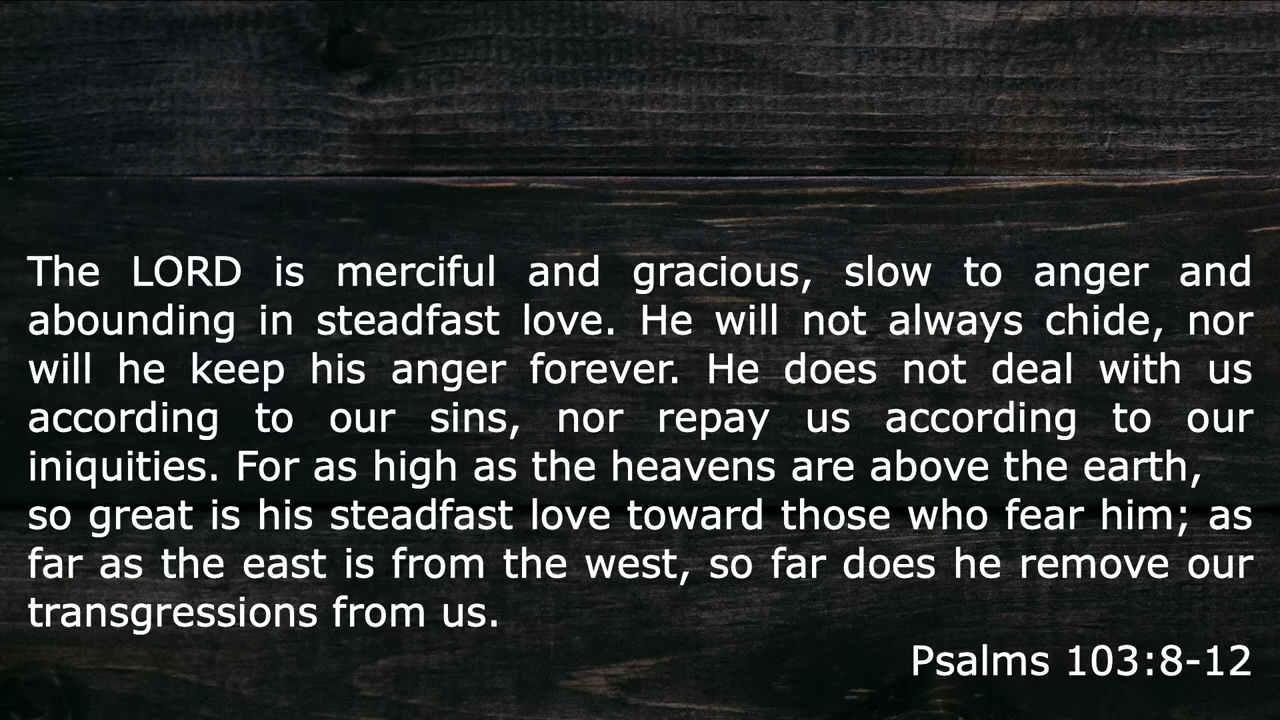 The LORD is merciful and gracious, slow to anger and
abounding in steadfast love. He will not always chide, nor
will he keep his anger forever. He does not deal with us
according to our sins, nor repay us according to our
iniquities. For as high as the heavens are above the earth,
so great is his steadfast love toward those who fear him; as
far as the east is from the west, so far does he remove our
transgressions from us.
Psalms 103:8-12